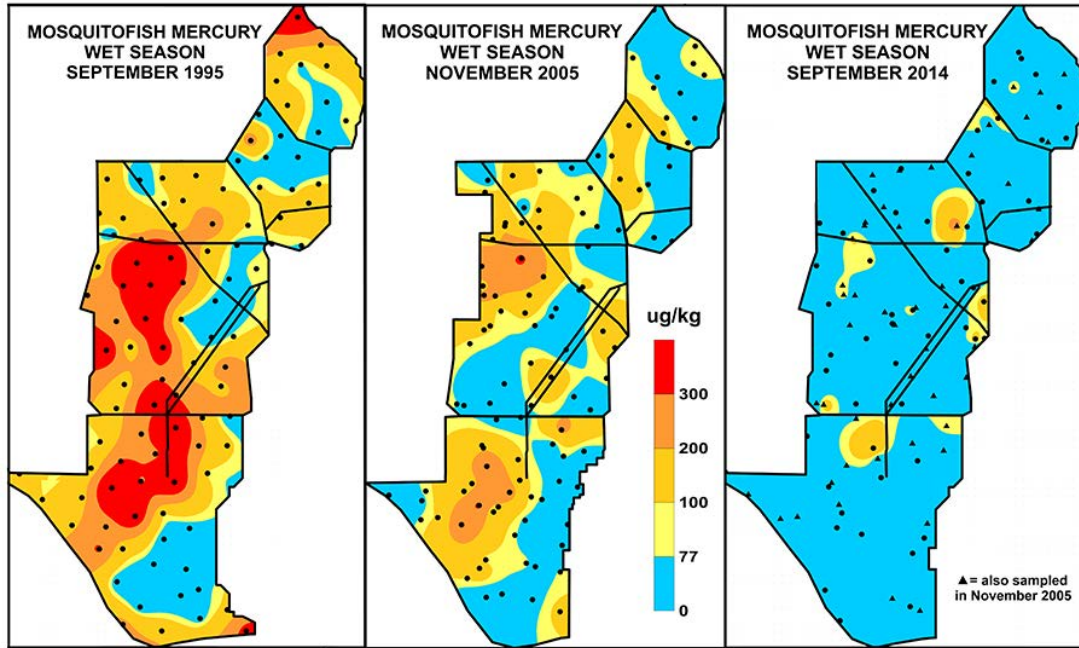 MOSQUITOFISH MERCURY
WET SEASON
SEPTEMBER 1995
MOSQUITOFISH MERCURY
WET SEASON
NOVEMBER 2005
MOSQUITOFISH MERCURY
WET SEASON
SEPTEMBER 2014
ug/kg
300
200
100
77
0
▲= also sampled
in November 2005